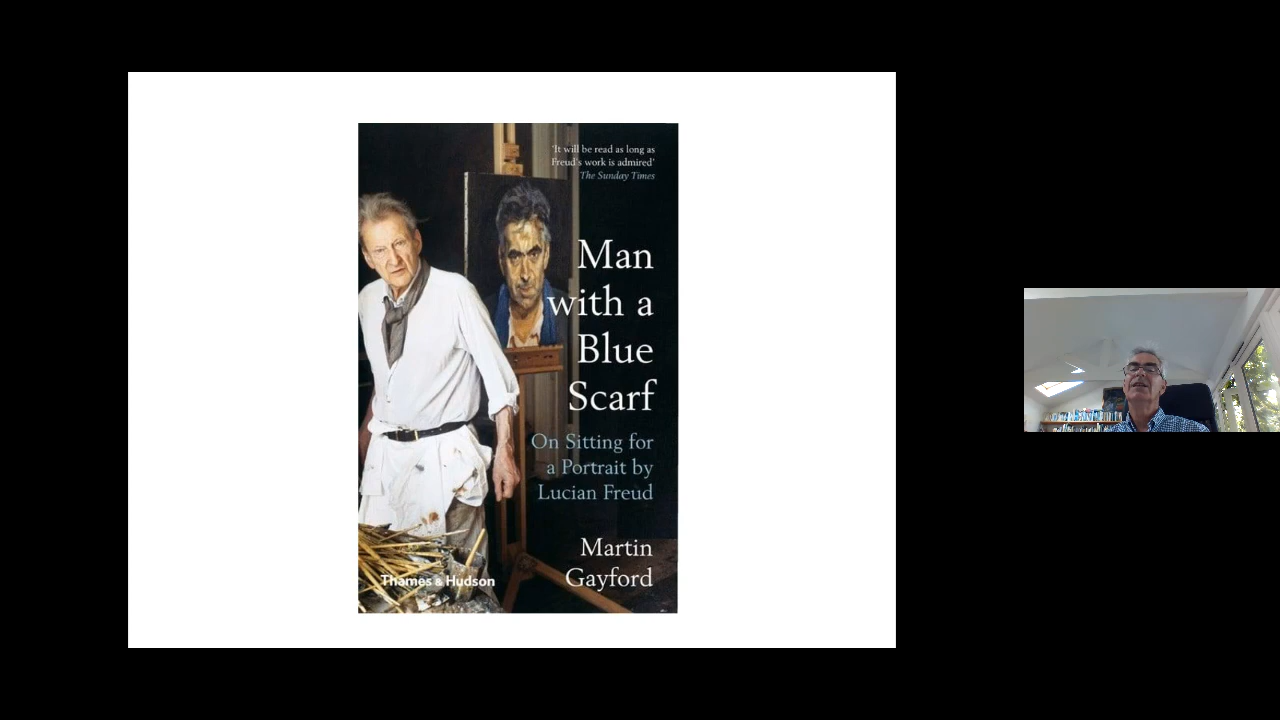 'It will be read as long as
Freud's work is admired'
The Sunday Times
Man
with a
Blue
Scarf
On Sitting for
a Portrait by
Lucian Freud
Martin
Gayford
Thames & Hudson